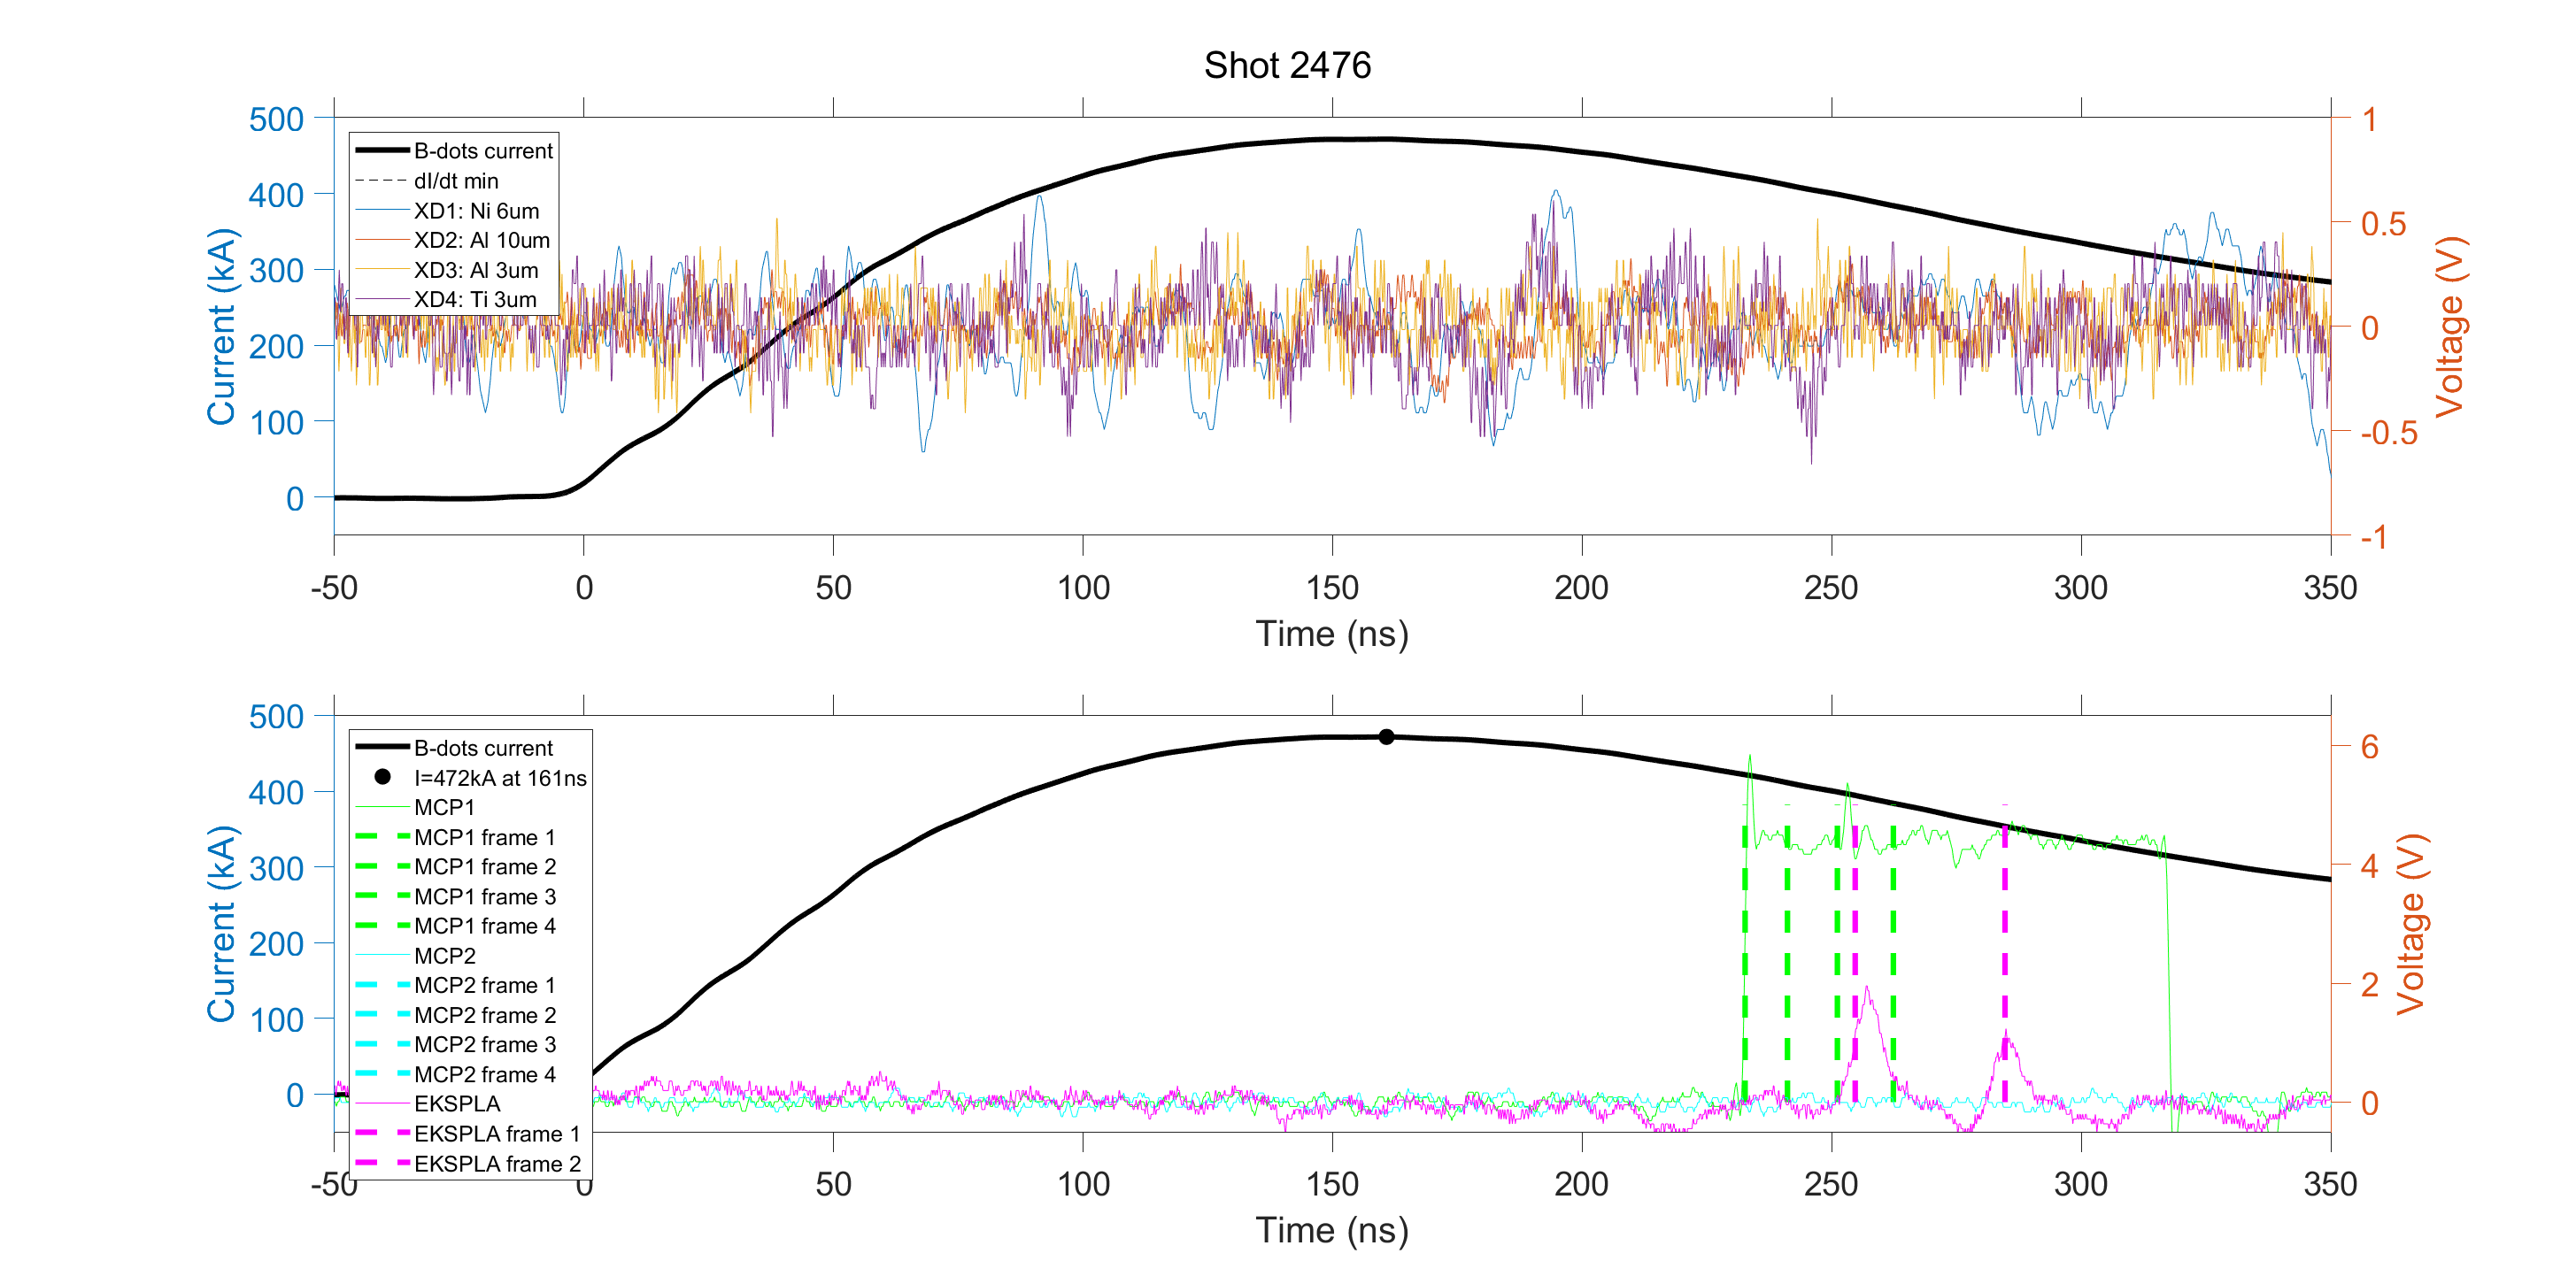 Shot 2476
500
400
300
200
100
0
Current (kA)
B-dots current
dI/dt min
XD1: Ni 6um
XD2: Al 10um
XD3: Al 3um
XD4: Ti 3um
1
0.5
0
-0.5
-1
Voltage (V)
-50 0 50 100 150 200 250 300 350
Time (ns)
500
400
300
200
100
0
Current (kA)
B-dots current
I=472kA at 161ns
MCP1
MCP1 frame 1
MCP1 frame 2
MCP1 frame 3
MCP1 frame 4
MCP2
MCP2 frame 1
MCP2 frame 2
MCP2 frame 3
MCP2 frame 4
EKSPLA
EKSPLA frame 1
EKSPLA frame 2
6
4
2
0
Voltage (V)
-50 0 50 100 150 200 250 300 350
Time (ns)